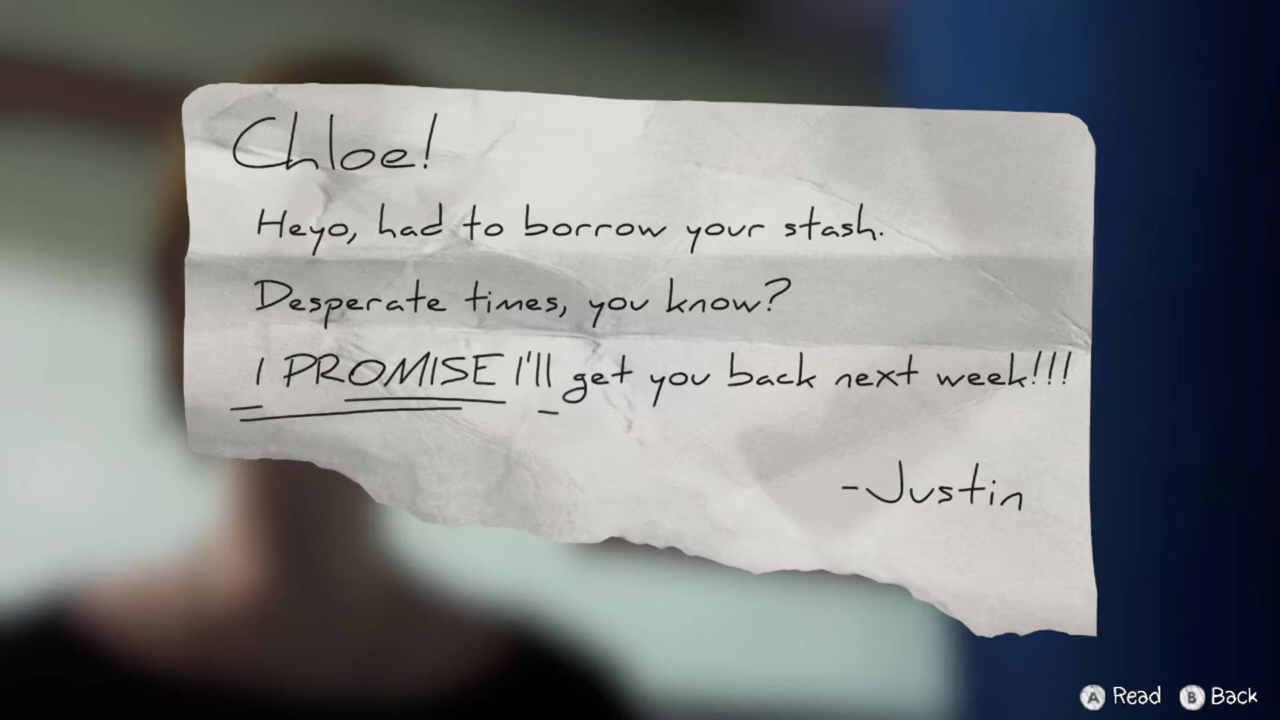 Chloe!
Heyo, had to borrow your stash.
Desperate times, you know?
I PROMISE I'll get you back next week!!!
-Justin
A Read B Back